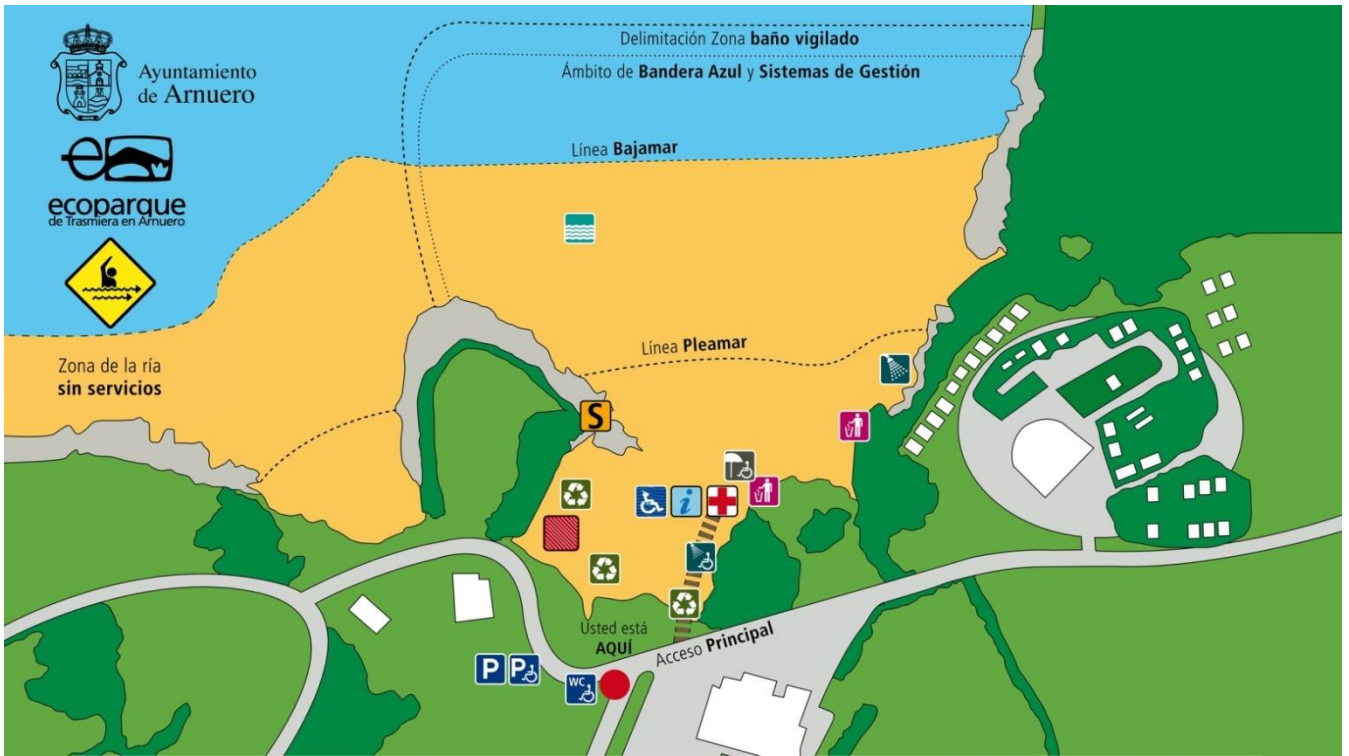 Ayuntamiento
de Arnuero
ecoparque
de Trasmiera en Arnuero
Delimitación Zona baño vigilado
Ámbito de Bandera Azul y Sistemas de Gestión
Línea Bajamar
Línea Pleamar
Zona de la ría
sin servicios
S
i
Usted está
AQUÍ
Acceso Principal
P
P
WC